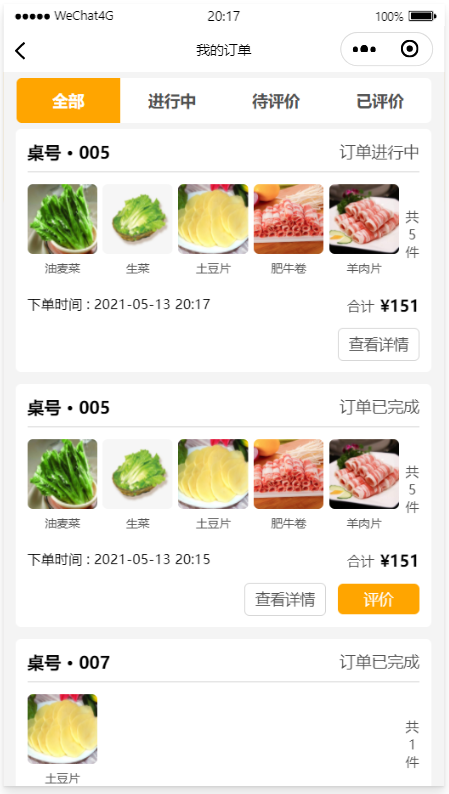 WeChat4G 20:17 100%
我的订单
全部 进行中 待评价 已评价
桌号·005 订单进行中
油麦菜 生菜 土豆片 肥牛卷 羊肉片 共5件
下单时间 : 2021-05-13 20:17 合计 ¥151
查看详情
桌号·005 订单已完成
油麦菜 生菜 土豆片 肥牛卷 羊肉片 共5件
下单时间 : 2021-05-13 20:15 合计 ¥151
查看详情 评价
桌号·007 订单已完成
土豆片 共1件